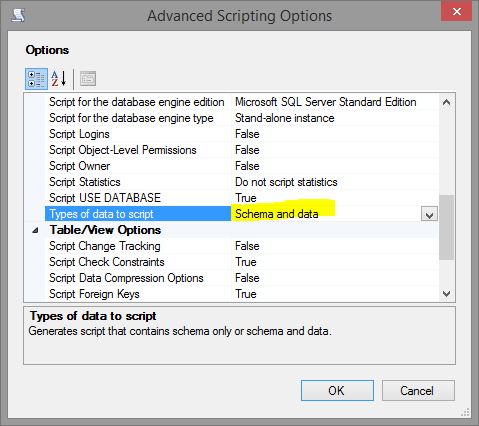 Advanced Scripting Options
Options
Script for the database engine edition Microsoft SQL Server Standard Edition
Script for the database engine type Stand-alone instance
Script Logins False
Script Object-Level Permissions False
Script Owner False
Script Statistics Do not script statistics
Script USE DATABASE True
Types of data to script Schema and data
Table/View Options
Script Change Tracking False
Script Check Constraints True
Script Data Compression Options False
Script Foreign Keys True
Types of data to script
Generates script that contains schema only or schema and data.
OK Cancel